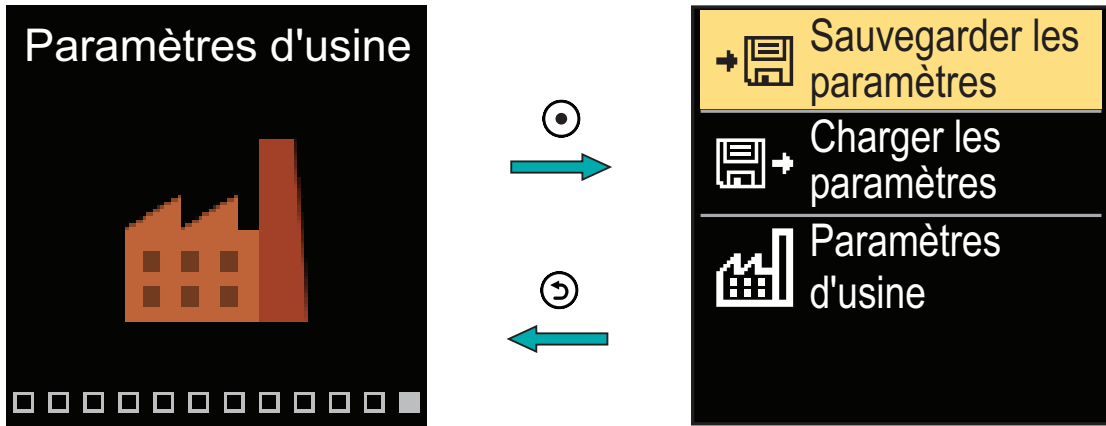 Paramètres d'usine
Sauvegarder les
paramètres
Charger les
paramètres
Paramètres
d'usine